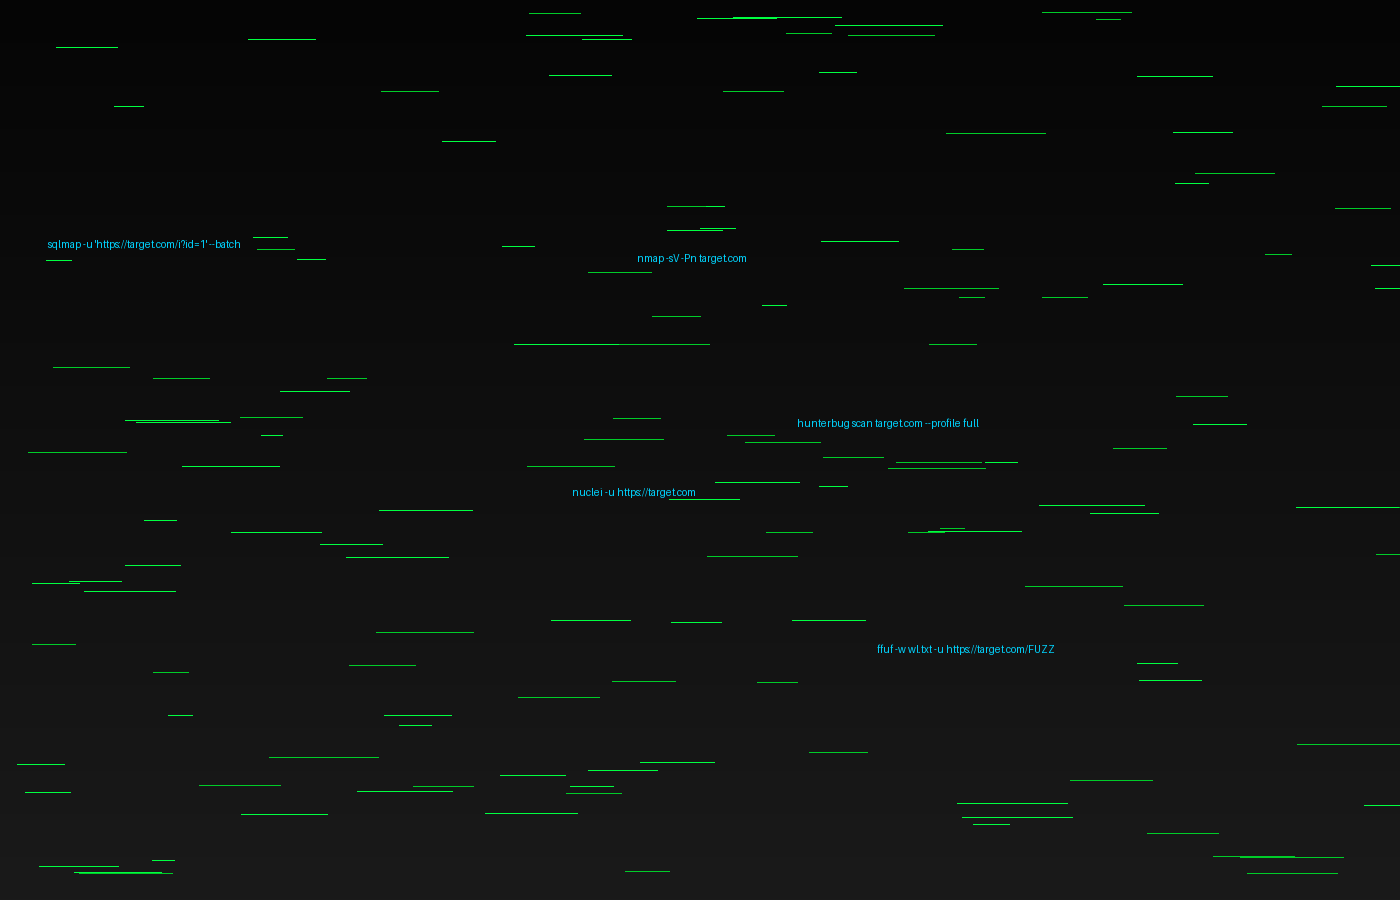 sqlmap -u 'https://target.com/i?id=1' --batch
nmap -sV -Pn target.com
hunterbug scan target.com --profile full
nuclei -u https://target.com
ffuf -w wl.txt -u https://target.com/FUZZ